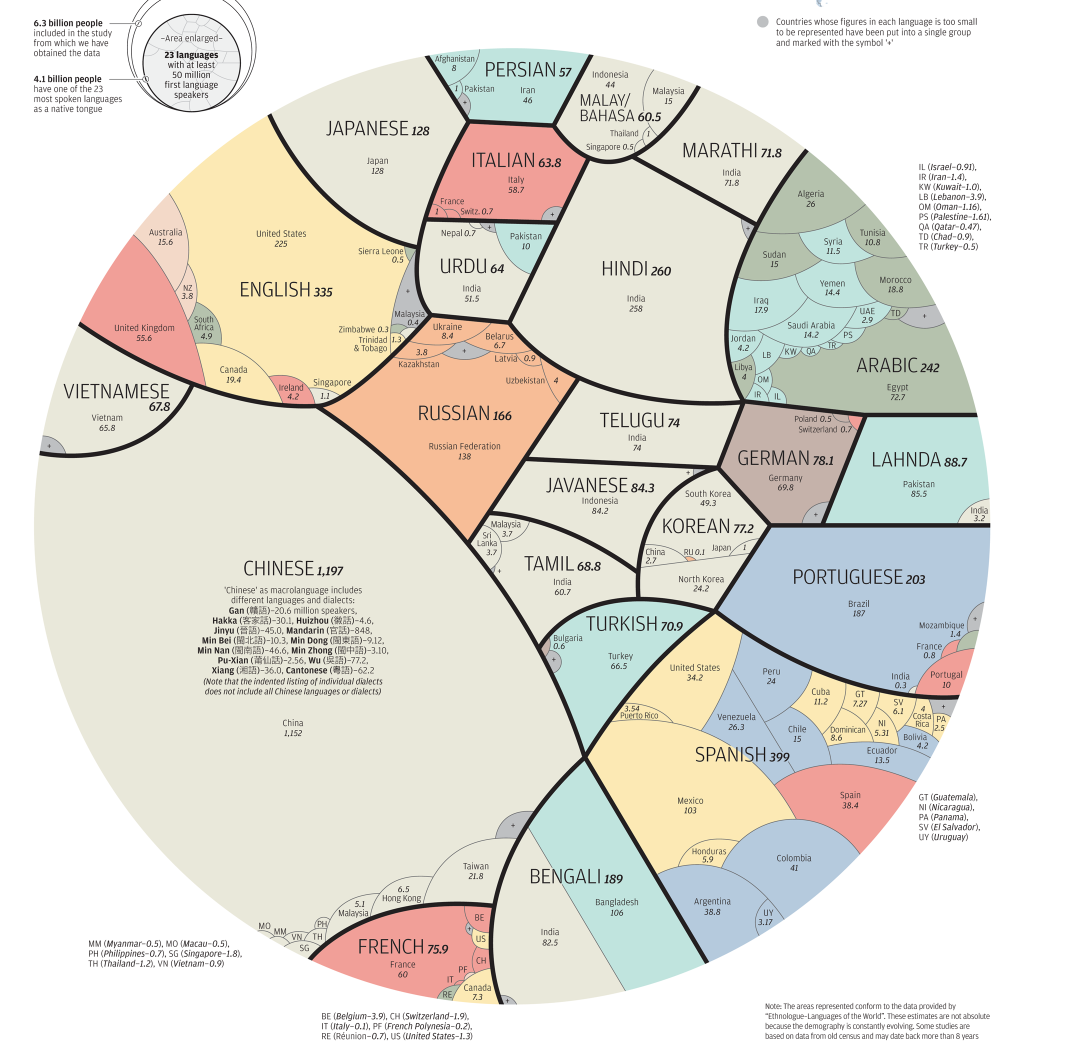 6.3 billion people
included in the study
from which we have
obtained the data
4.1 billion people
have one of the 23
most spoken languages
as a native tongue
~Area enlarged~
23 languages
with at least
50 million
first language
speakers
Countries whose figures in each language is too small
to be represented have been put into a single group
and marked with the symbol '+'
PERSIAN 57
Afghanistan
8
1 Pakistan
+
Iran
46
MALAY/
BAHASA 60.5
Indonesia
44
Malaysia
15
Thailand
1
Singapore 0.5
JAPANESE 128
Japan
128
ITALIAN 63.8
Italy
58.7
France
1
Switz. 0.7
+
MARATHI 71.8
India
71.8
HINDI 260
India
258
+
URDU 64
Nepal 0.7
+
Pakistan
10
India
51.5
ENGLISH 335
United States
225
Australia
15.6
NZ
3.8
United Kingdom
55.6
South
Africa
4.9
Canada
19.4
Ireland
4.2
Singapore
1.1
Sierra Leone
0.5
+
Malaysia
0.4
Zimbabwe 0.3
Trinidad
& Tobago
1.3
ARABIC 242
Algeria
26
Sudan
15
Syria
11.5
Tunisia
10.8
Morocco
18.8
Yemen
14.4
Iraq
17.9
Saudi Arabia
14.2
UAE
2.9
TD
+
Jordan
4.2
PS
TR
QA
KW
LB
Libya
4
OM
IR
IL
Egypt
72.7
IL (Israel–0.91),
IR (Iran–1.4),
KW (Kuwait–1.0),
LB (Lebanon–3.9),
OM (Oman–1.16),
PS (Palestine–1.61),
QA (Qatar–0.47),
TD (Chad–0.9),
TR (Turkey–0.5)
VIETNAMESE
67.8
Vietnam
65.8
+
RUSSIAN 166
Ukraine
8.4
Belarus
6.7
3.8
Kazakhstan
+
Latvia 0.9
Uzbekistan
4
Russian Federation
138
TELUGU 74
India
74
GERMAN 78.1
Poland 0.5
Switzerland 0.7
Germany
69.8
+
LAHNDA 88.7
Pakistan
85.5
India
3.2
JAVANESE 84.3
Indonesia
84.2
+
KOREAN 77.2
South Korea
49.3
China
2.7
RU 0.1
Japan
1
North Korea
24.2
TAMIL 68.8
Malaysia
3.7
Sri
Lanka
3.7
+
India
60.7
CHINESE 1,197
'Chinese' as macrolanguage includes
different languages and dialects:
Gan (贛語)–20.6 million speakers,
Hakka (客家話)–30.1, Huizhou (徽語)–4.6,
Jinyu (晉語)–45.0, Mandarin (官話)–848,
Min Bei (閩北語)–10.3, Min Dong (閩東語)–9.12,
Min Nan (閩南語)–46.6, Min Zhong (閩中語)–3.10,
Pu-Xian (莆仙話)–2.56, Wu (吳語)–77.2,
Xiang (湘語)–36.0, Cantonese (粵語)–62.2
(Note that the indented listing of individual dialects
does not include all Chinese languages or dialects)
China
1,152
+
Taiwan
21.8
6.5
Hong Kong
5.1
Malaysia
PH
TH
VN
SG
MM
MO
TURKISH 70.9
Bulgaria
0.6
+
Turkey
66.5
PORTUGUESE 203
Brazil
187
+
Mozambique
1.4
France
0.8
Portugal
10
India
0.3
SPANISH 399
United States
34.2
3.54
Puerto Rico
Peru
24
Venezuela
26.3
Chile
15
Cuba
11.2
GT
7.27
SV
6.1
4
Costa
Rica
+
PA
2.5
Dominican
8.6
NI
5.31
Bolivia
4.2
Ecuador
13.5
Spain
38.4
Mexico
103
Honduras
5.9
Colombia
41
Argentina
38.8
UY
3.17
GT (Guatemala),
NI (Nicaragua),
PA (Panama),
SV (El Salvador),
UY (Uruguay)
BENGALI 189
Bangladesh
106
India
82.5
+
FRENCH 75.9
France
60
BE
+
US
CH
PF
IT
RE
Canada
7.3
MM (Myanmar–0.5), MO (Macau–0.5),
PH (Philippines–0.7), SG (Singapore–1.8),
TH (Thailand–1.2), VN (Vietnam–0.9)
BE (Belgium–3.9), CH (Switzerland–1.9),
IT (Italy–0.1), PF (French Polynesia–0.2),
RE (Réunion–0.7), US (United States–1.3)
Note: The areas represented conform to the data provided by
"Ethnologue-Languages of the World". These estimates are not absolute
because the demography is constantly evolving. Some studies are
based on data from old census and may date back more than 8 years